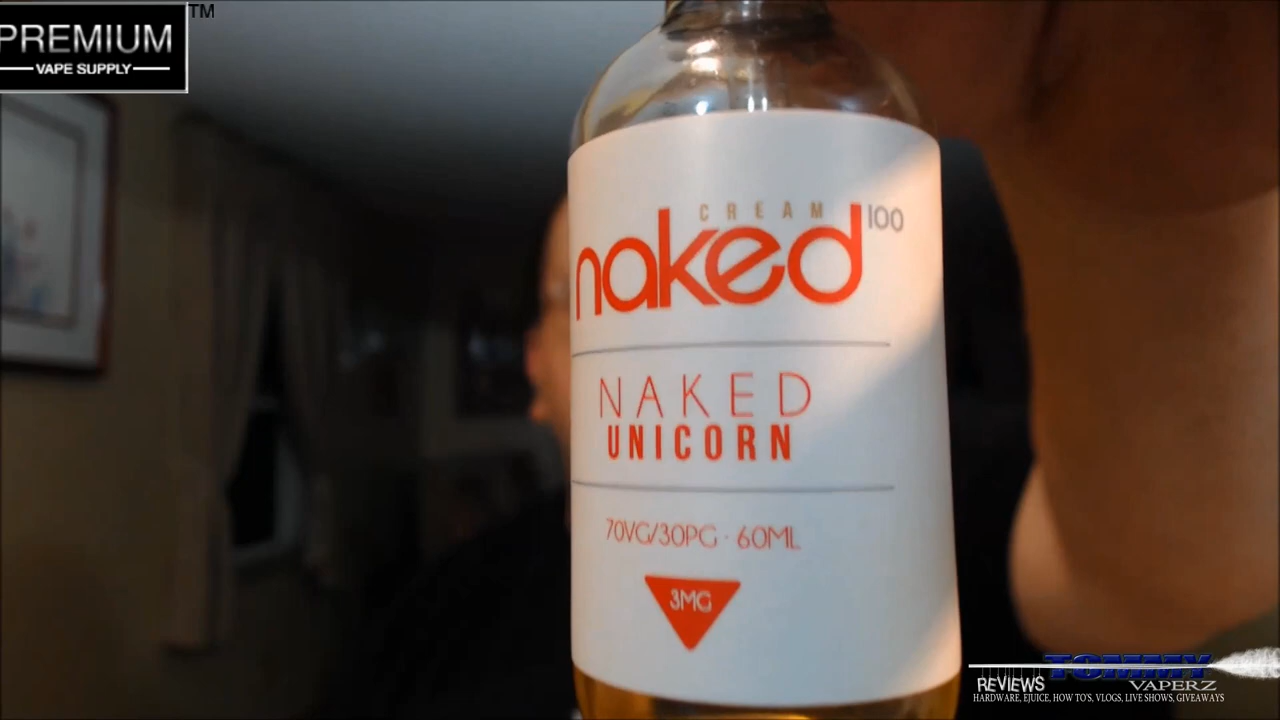 TM
PREMIUM
VAPE SUPPLY
CREAM
naked 100
NAKED
UNICORN
70VG/30PG · 60ML
3MG
TOMMY
REVIEWS VAPERZ
HARDWARE, EJUICE, HOW TO'S, VLOGS, LIVE SHOWS, GIVEAWAYS